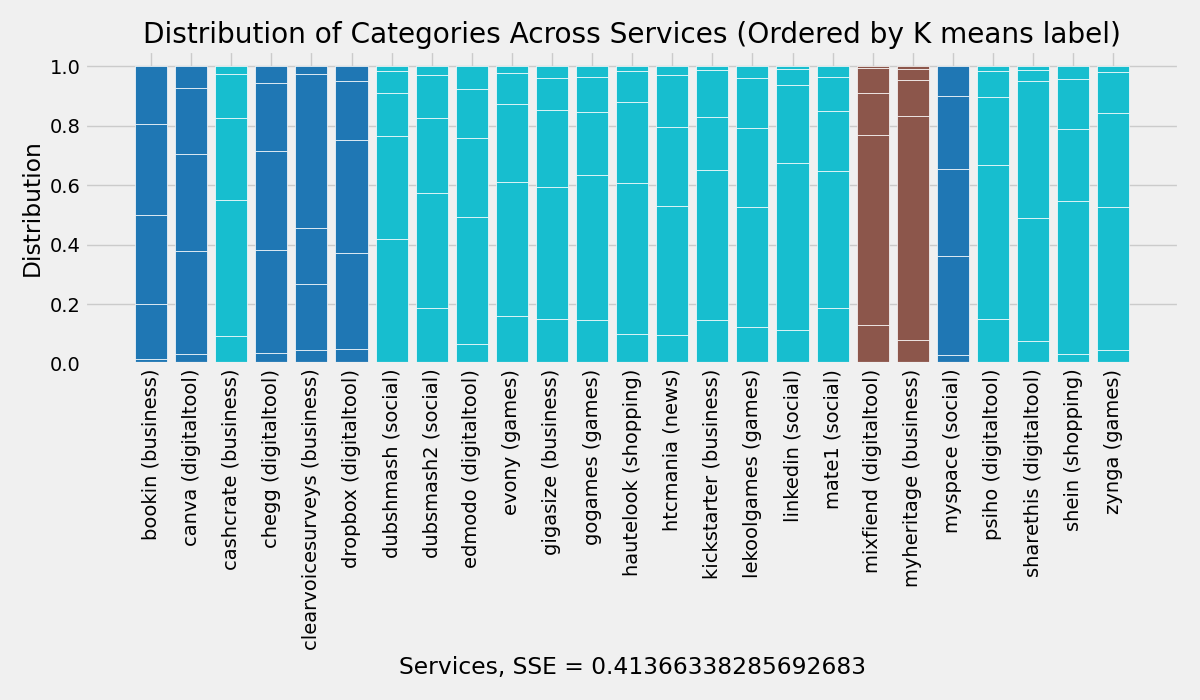 Distribution of Categories Across Services (Ordered by K means label)
Distribution
1.0
0.8
0.6
0.4
0.2
0.0
bookin (business)
canva (digitaltool)
cashcrate (business)
chegg (digitaltool)
clearvoicesurveys (business)
dropbox (digitaltool)
dubshmash (social)
dubsmash2 (social)
edmodo (digitaltool)
evony (games)
gigasize (business)
gogames (games)
hautelook (shopping)
htcmania (news)
kickstarter (business)
lekoolgames (games)
linkedin (social)
mate1 (social)
mixfiend (digitaltool)
myheritage (business)
myspace (social)
psiho (digitaltool)
sharethis (digitaltool)
shein (shopping)
zynga (games)
Services, SSE = 0.41366338285692683